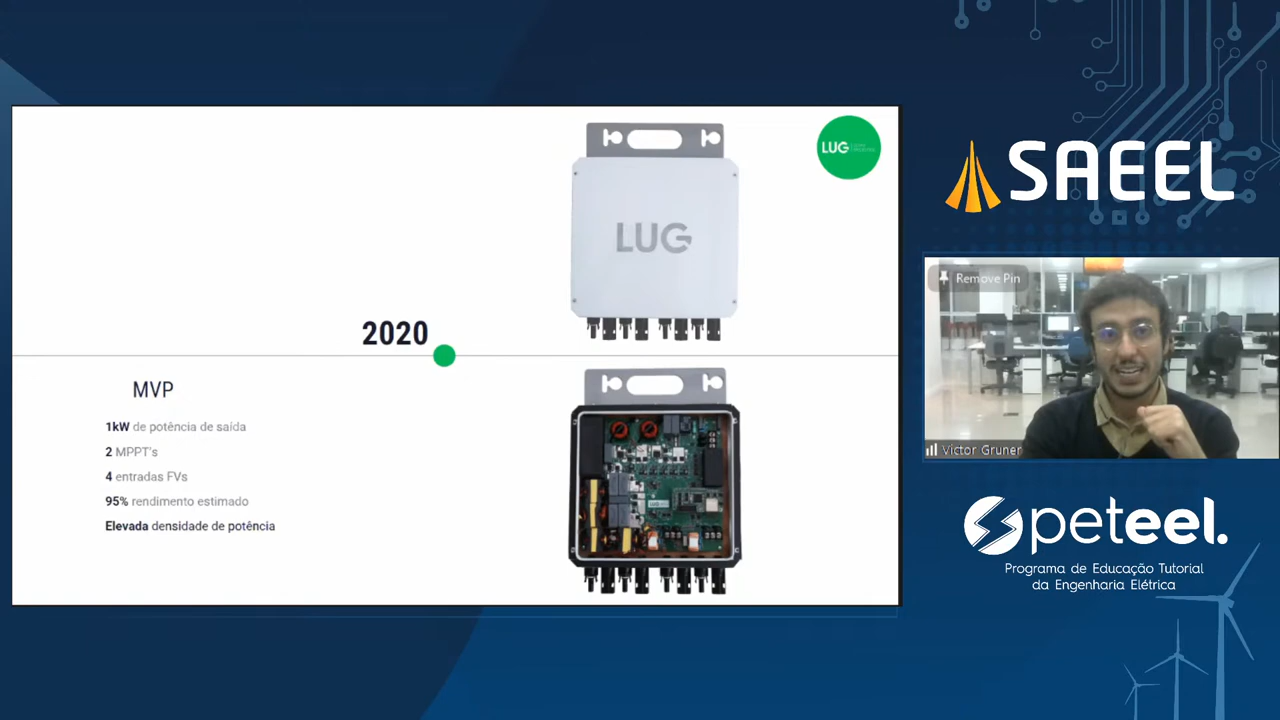 LUG
LUG
2020
MVP
1kW de potência de saída
2 MPPT's
4 entradas FVs
95% rendimento estimado
Elevada densidade de potência
LUG
SAEEL
Remove Pin
Victor Gruner
peteel.
Programa de Educação Tutorial
da Engenharia Elétrica